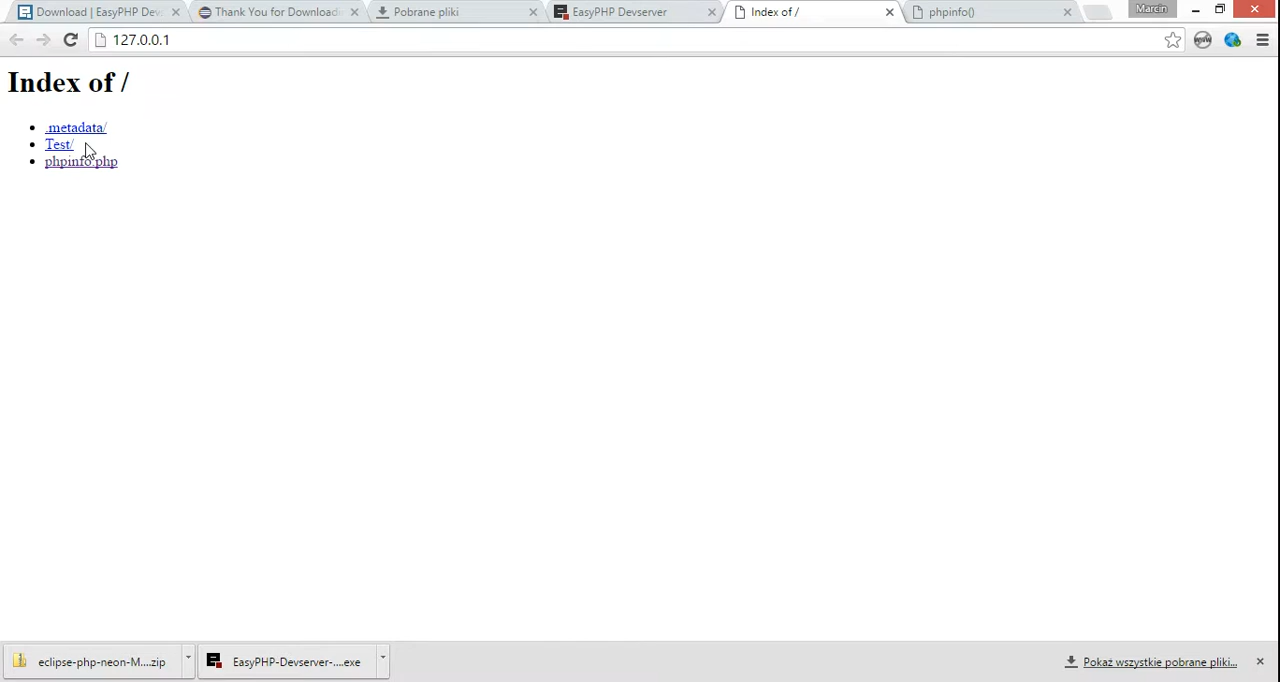 Download | EasyPHP Dev
Thank You for Downloadi
Pobrane pliki
EasyPHP Devserver
Index of /
phpinfo()
Marcin
127.0.0.1
Index of /
.metadata/
Test/
phpinfo.php
eclipse-php-neon-M....zip
EasyPHP-Devserver-....exe
Pokaż wszystkie pobrane pliki...